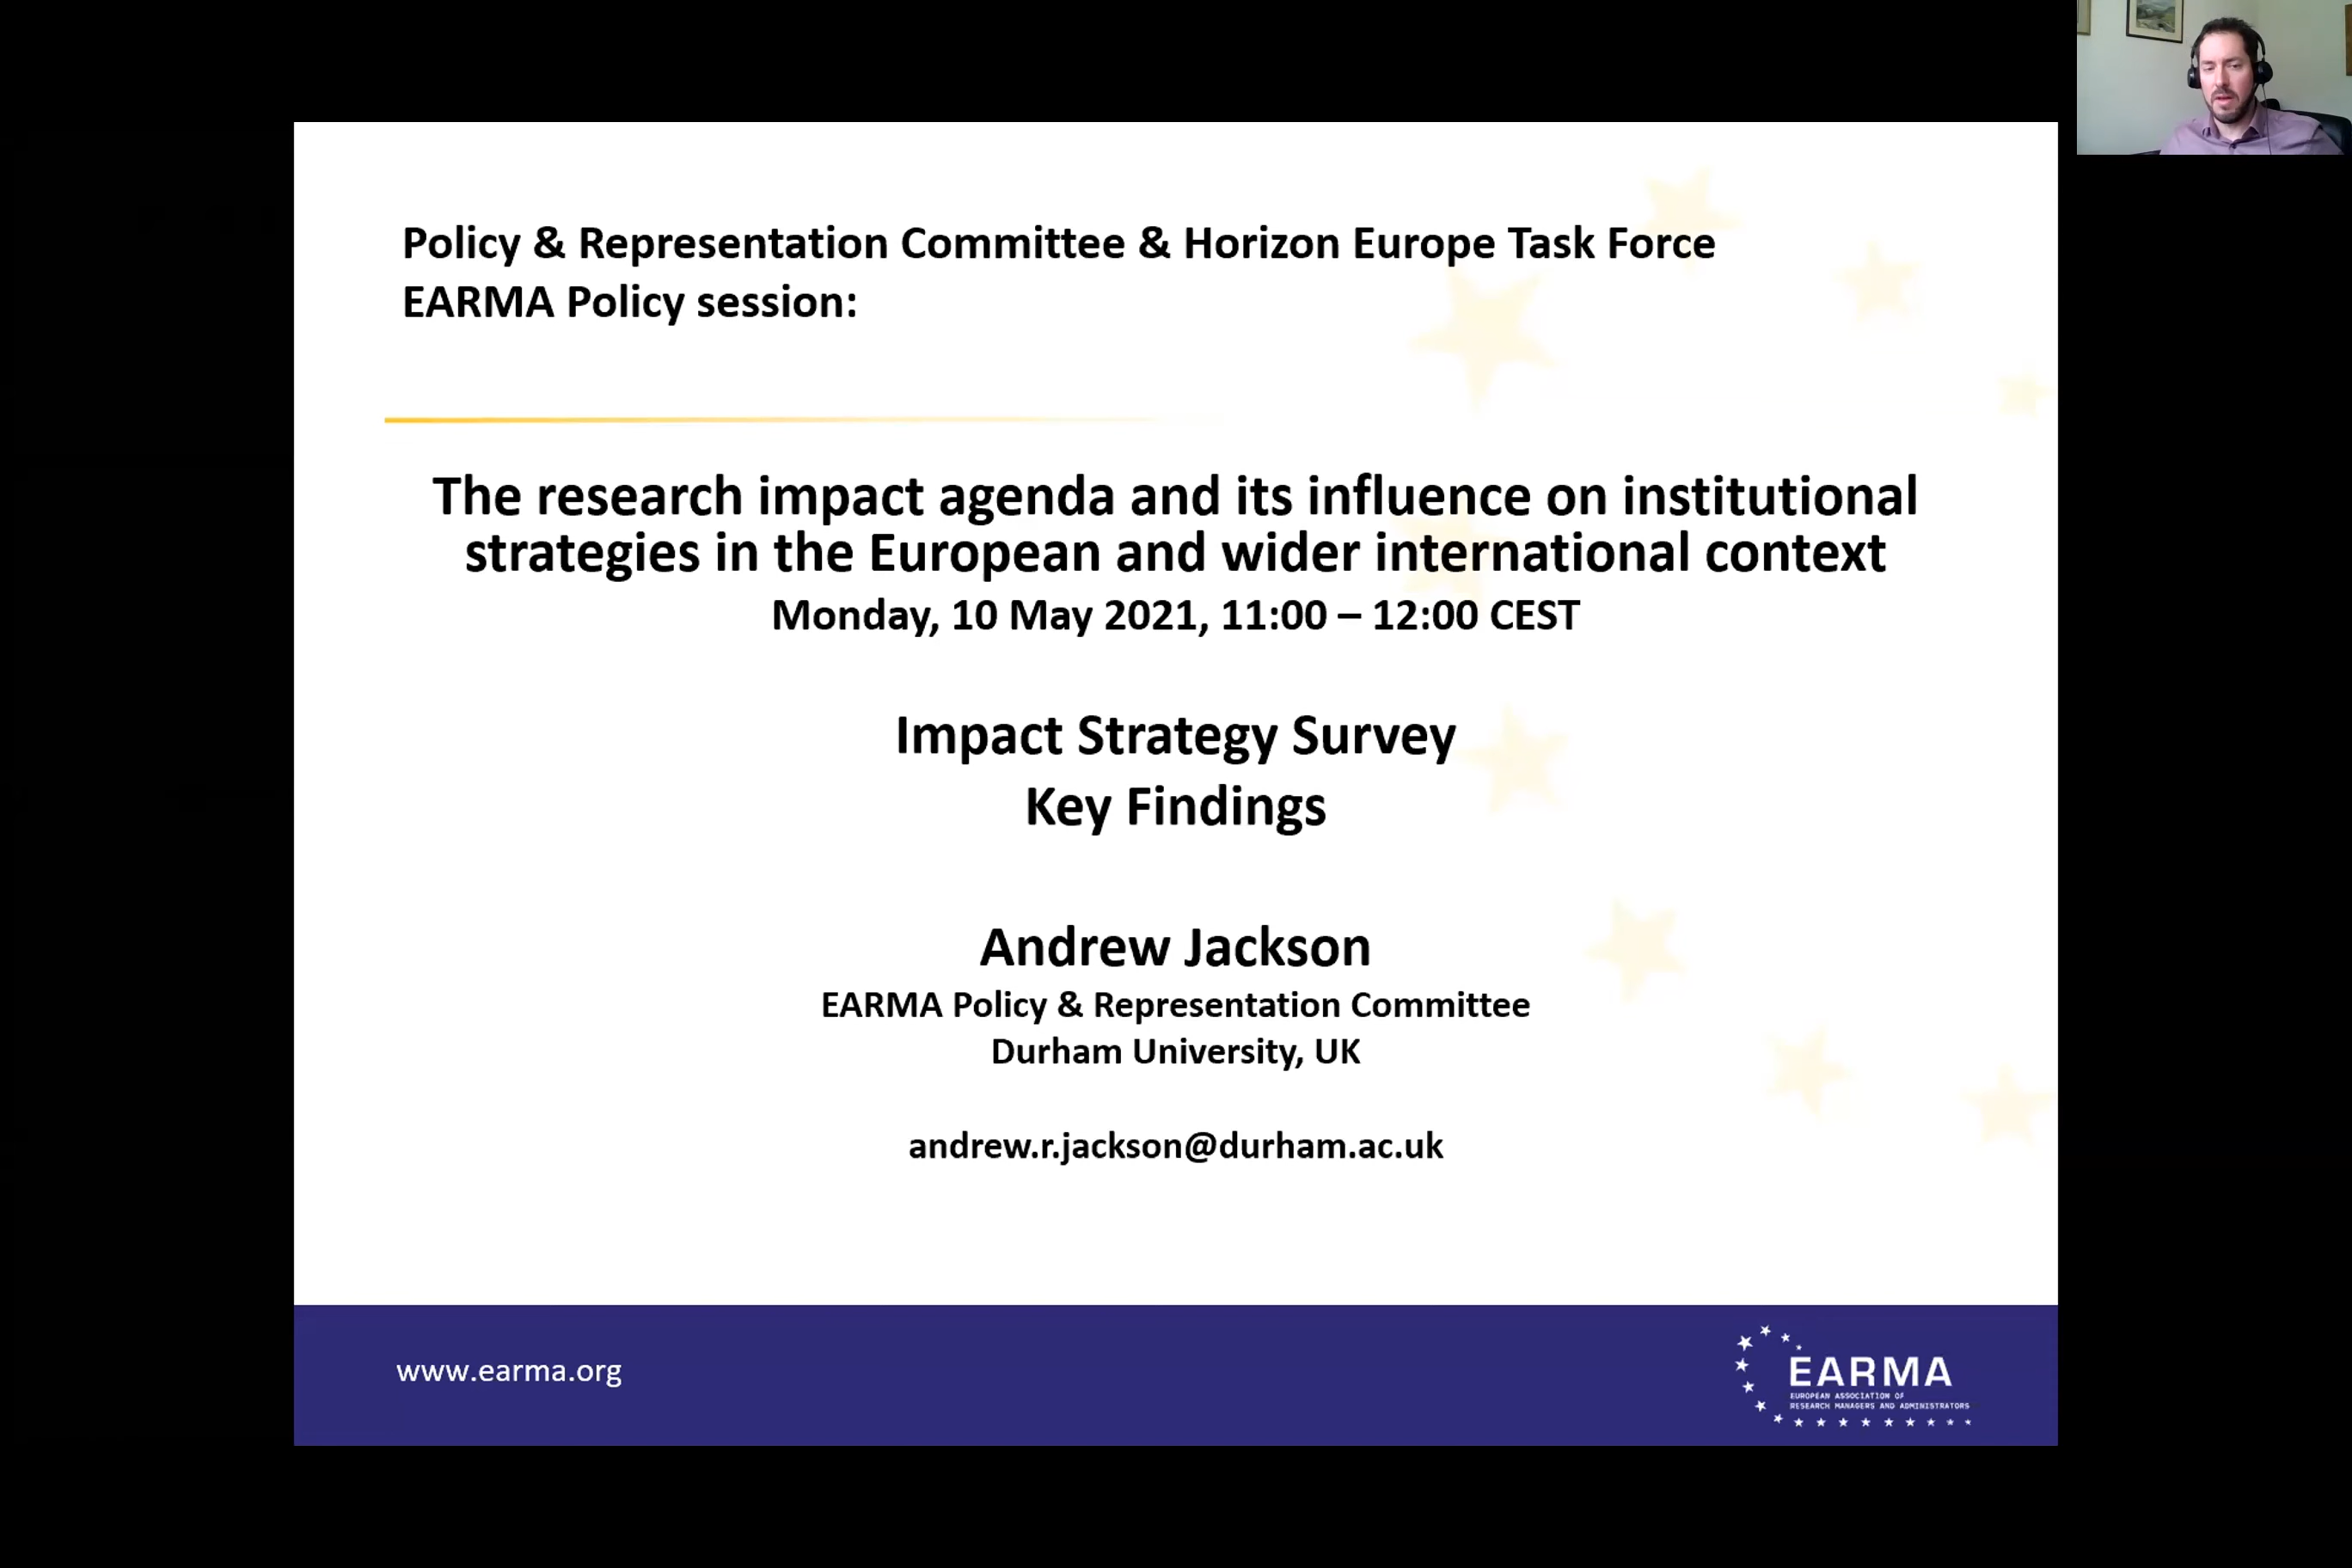 Policy & Representation Committee & Horizon Europe Task Force
EARMA Policy session:
The research impact agenda and its influence on institutional
strategies in the European and wider international context
Monday, 10 May 2021, 11:00 – 12:00 CEST
Impact Strategy Survey
Key Findings
Andrew Jackson
EARMA Policy & Representation Committee
Durham University, UK
andrew.r.jackson@durham.ac.uk
www.earma.org
EARMA
EUROPEAN ASSOCIATION OF
RESEARCH MANAGERS AND ADMINISTRATORS